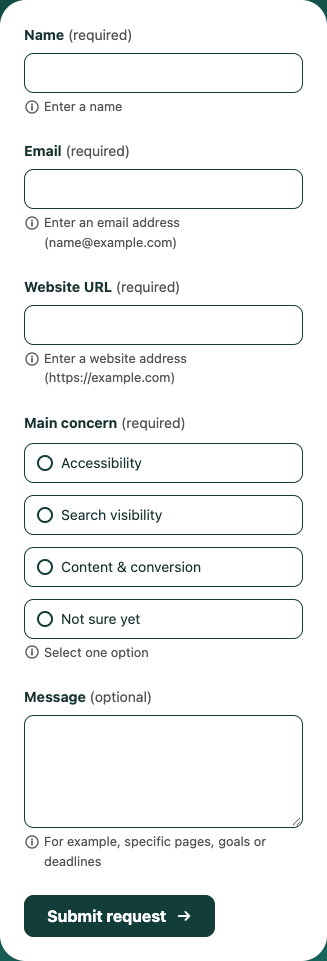 Name (required)
Enter a name
Email (required)
Enter an email address
(name@example.com)
Website URL (required)
Enter a website address
(https://example.com)
Main concern (required)
Accessibility
Search visibility
Content & conversion
Not sure yet
Select one option
Message (optional)
For example, specific pages, goals or
deadlines
Submit request →